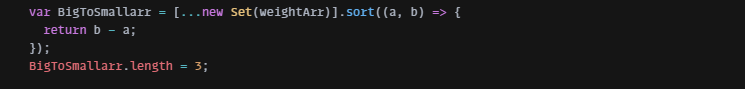 var BigToSmallarr = [...new Set(weightArr)].sort((a, b) => {
  return b - a;
});
BigToSmallarr.length = 3;